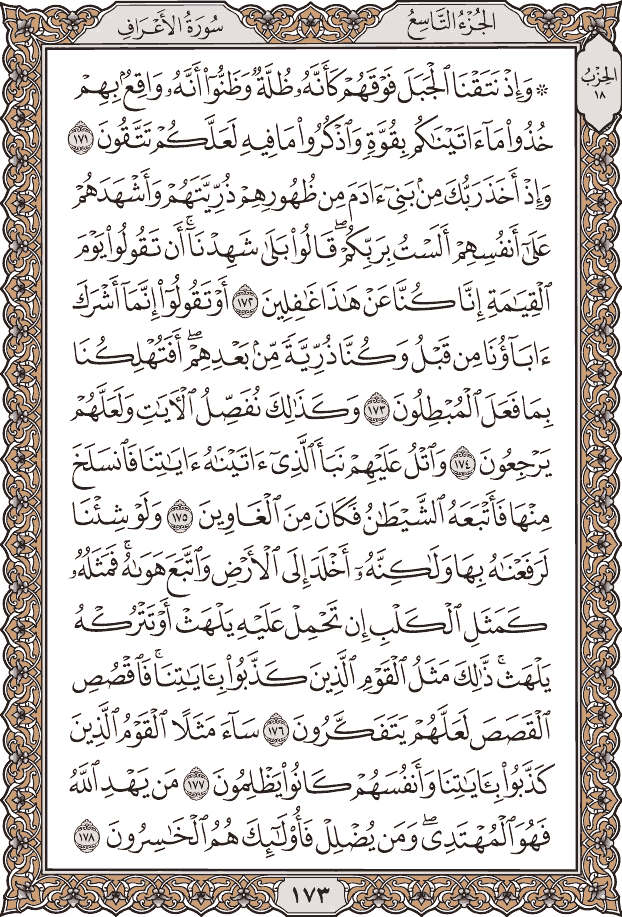 الجُزْءُ التَّاسِعُ
سُورَةُ الأَعْرَافِ
الحِزْبُ
١٨
۞ وَإِذْ نَتَقْنَا ٱلْجَبَلَ فَوْقَهُمْ كَأَنَّهُۥ ظُلَّةٌ وَظَنُّوٓا۟ أَنَّهُۥ وَاقِعٌۢ بِهِمْ
خُذُوا۟ مَآ ءَاتَيْنَٰكُم بِقُوَّةٍ وَٱذْكُرُوا۟ مَا فِيهِ لَعَلَّكُمْ تَتَّقُونَ ١٧١
وَإِذْ أَخَذَ رَبُّكَ مِنۢ بَنِىٓ ءَادَمَ مِن ظُهُورِهِمْ ذُرِّيَّتَهُمْ وَأَشْهَدَهُمْ
عَلَىٰٓ أَنفُسِهِمْ أَلَسْتُ بِرَبِّكُمْ ۖ قَالُوا۟ بَلَىٰ شَهِدْنَآ ۚ أَن تَقُولُوا۟ يَوْمَ
ٱلْقِيَٰمَةِ إِنَّا كُنَّا عَنْ هَٰذَا غَٰفِلِينَ ١٧٢ أَوْ تَقُولُوٓا۟ إِنَّمَآ أَشْرَكَ
ءَابَآؤُنَا مِن قَبْلُ وَكُنَّا ذُرِّيَّةً مِّنۢ بَعْدِهِمْ ۖ أَفَتُهْلِكُنَا
بِمَا فَعَلَ ٱلْمُبْطِلُونَ ١٧٣ وَكَذَٰلِكَ نُفَصِّلُ ٱلْءَايَٰتِ وَلَعَلَّهُمْ
يَرْجِعُونَ ١٧٤ وَٱتْلُ عَلَيْهِمْ نَبَأَ ٱلَّذِىٓ ءَاتَيْنَٰهُ ءَايَٰتِنَا فَٱنسَلَخَ
مِنْهَا فَأَتْبَعَهُ ٱلشَّيْطَٰنُ فَكَانَ مِنَ ٱلْغَاوِينَ ١٧٥ وَلَوْ شِئْنَا
لَرَفَعْنَٰهُ بِهَا وَلَٰكِنَّهُۥٓ أَخْلَدَ إِلَى ٱلْأَرْضِ وَٱتَّبَعَ هَوَىٰهُ ۚ فَمَثَلُهُۥ
كَمَثَلِ ٱلْكَلْبِ إِن تَحْمِلْ عَلَيْهِ يَلْهَثْ أَوْ تَتْرُكْهُ
يَلْهَث ۚ ذَّٰلِكَ مَثَلُ ٱلْقَوْمِ ٱلَّذِينَ كَذَّبُوا۟ بِـَٔايَٰتِنَا ۚ فَٱقْصُصِ
ٱلْقَصَصَ لَعَلَّهُمْ يَتَفَكَّرُونَ ١٧٦ سَآءَ مَثَلًا ٱلْقَوْمُ ٱلَّذِينَ
كَذَّبُوا۟ بِـَٔايَٰتِنَا وَأَنفُسَهُمْ كَانُوا۟ يَظْلِمُونَ ١٧٧ مَن يَهْدِ ٱللَّهُ
فَهُوَ ٱلْمُهْتَدِى ۖ وَمَن يُضْلِلْ فَأُو۟لَٰٓئِكَ هُمُ ٱلْخَٰسِرُونَ ١٧٨
١٧٣